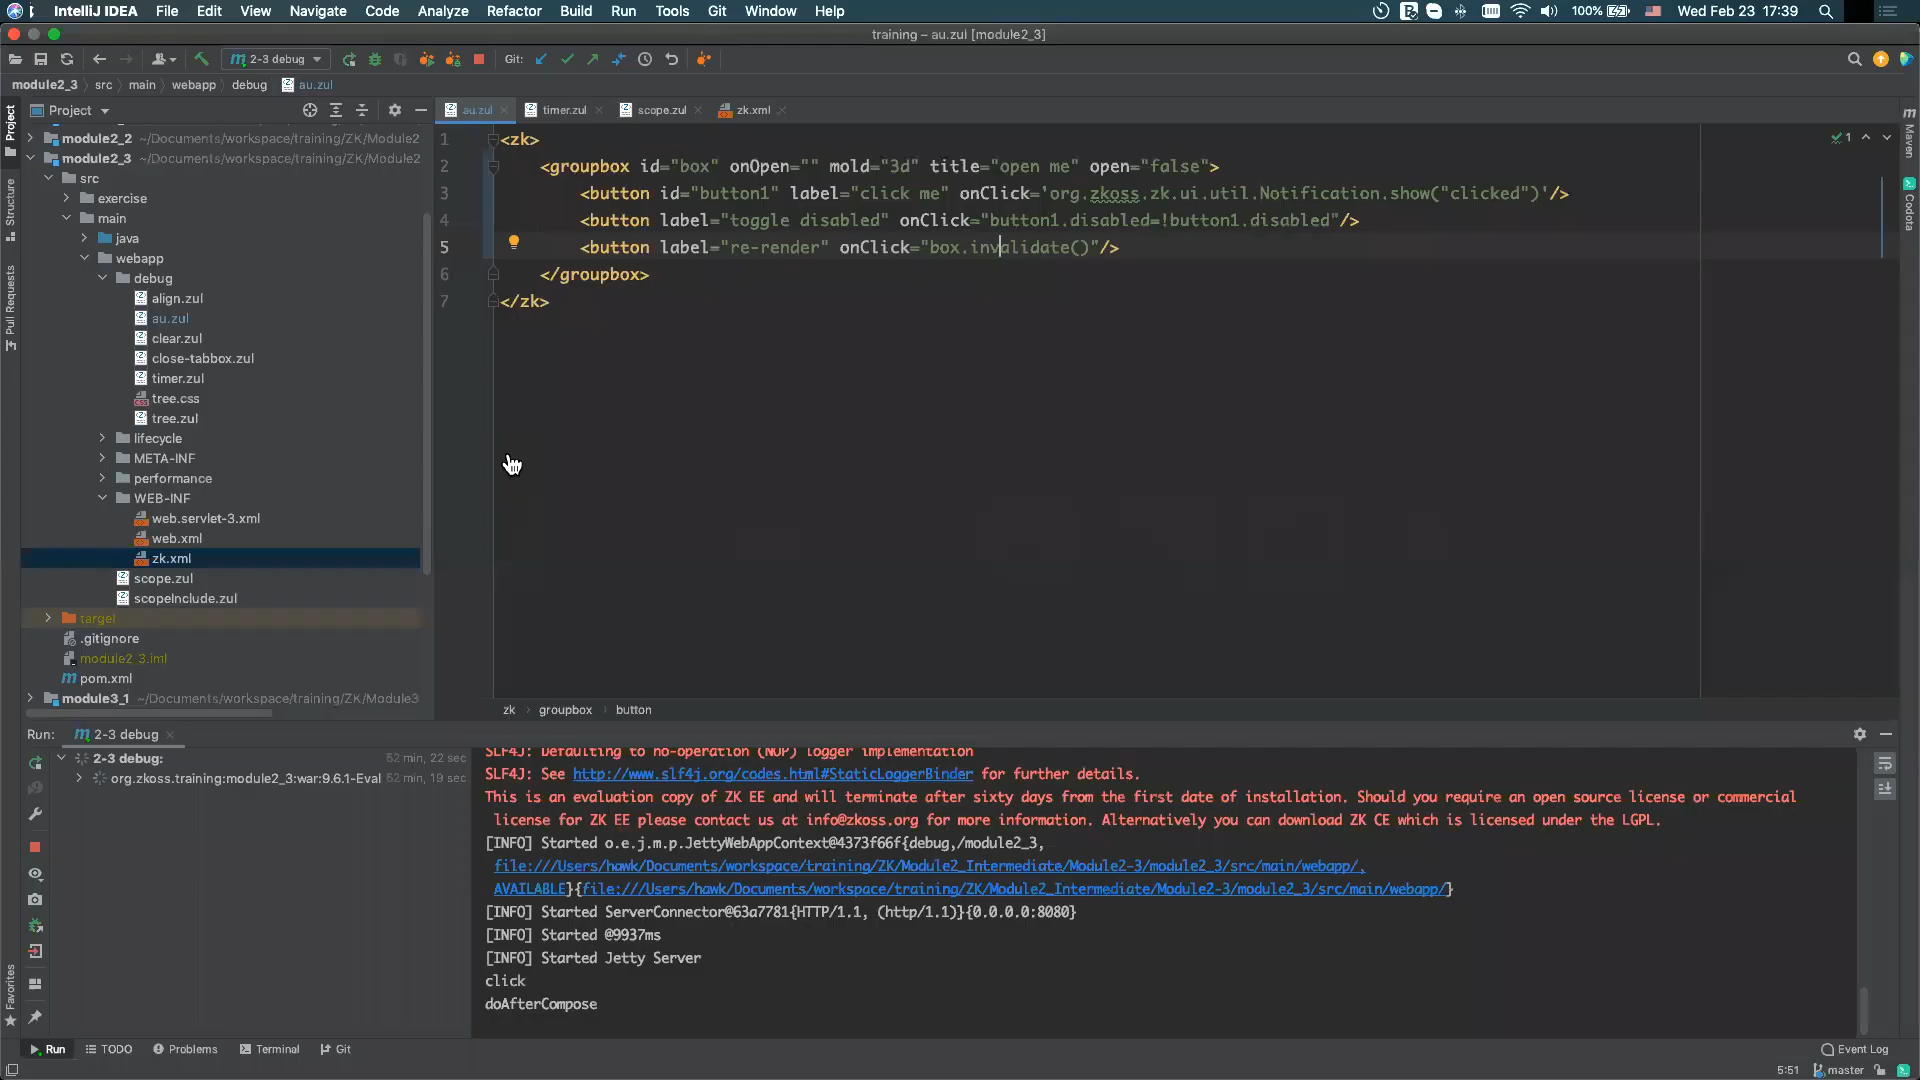 IntelliJ IDEA File Edit View Navigate Code Analyze Refactor Build Run Tools Git Window Help 100% Wed Feb 23 17:39
training – au.zul [module2_3]
2-3 debug Git:
module2_3 src main webapp debug au.zul
Project au.zul timer.zul scope.zul zk.xml
module2_2 ~/Documents/workspace/training/ZK/Module2
module2_3 ~/Documents/workspace/training/ZK/Module2
src
exercise
main
java
webapp
debug
align.zul
au.zul
clear.zul
close-tabbox.zul
timer.zul
tree.css
tree.zul
lifecycle
META-INF
performance
WEB-INF
web.servlet-3.xml
web.xml
zk.xml
scope.zul
scopeInclude.zul
target
.gitignore
module2_3.iml
pom.xml
module3_1 ~/Documents/workspace/training/ZK/Module3
Project
Structure
Pull Requests
Favorites
Maven
Codota
1 <zk>
2 <groupbox id="box" onOpen="" mold="3d" title="open me" open="false">
3 <button id="button1" label="click me" onClick='org.zkoss.zk.ui.util.Notification.show("clicked")'/>
4 <button label="toggle disabled" onClick="button1.disabled=!button1.disabled"/>
5 <button label="re-render" onClick="box.invalidate()"/>
6 </groupbox>
7 </zk>
1
zk groupbox button
Run: 2-3 debug
2-3 debug: 52 min, 22 sec
org.zkoss.training:module2_3:war:9.6.1-Eval 52 min, 19 sec
SLF4J: Defaulting to no-operation (NOP) logger implementation
SLF4J: See http://www.slf4j.org/codes.html#StaticLoggerBinder for further details.
This is an evaluation copy of ZK EE and will terminate after sixty days from the first date of installation. Should you require an open source license or commercial
license for ZK EE please contact us at info@zkoss.org for more information. Alternatively you can download ZK CE which is licensed under the LGPL.
[INFO] Started o.e.j.m.p.JettyWebAppContext@4373f66f{debug,/module2_3,
file:///Users/hawk/Documents/workspace/training/ZK/Module2_Intermediate/Module2-3/module2_3/src/main/webapp/,
AVAILABLE}{file:///Users/hawk/Documents/workspace/training/ZK/Module2_Intermediate/Module2-3/module2_3/src/main/webapp/}
[INFO] Started ServerConnector@63a7781{HTTP/1.1, (http/1.1)}{0.0.0.0:8080}
[INFO] Started @9937ms
[INFO] Started Jetty Server
click
doAfterCompose
Run TODO Problems Terminal Git Event Log
5:51 master